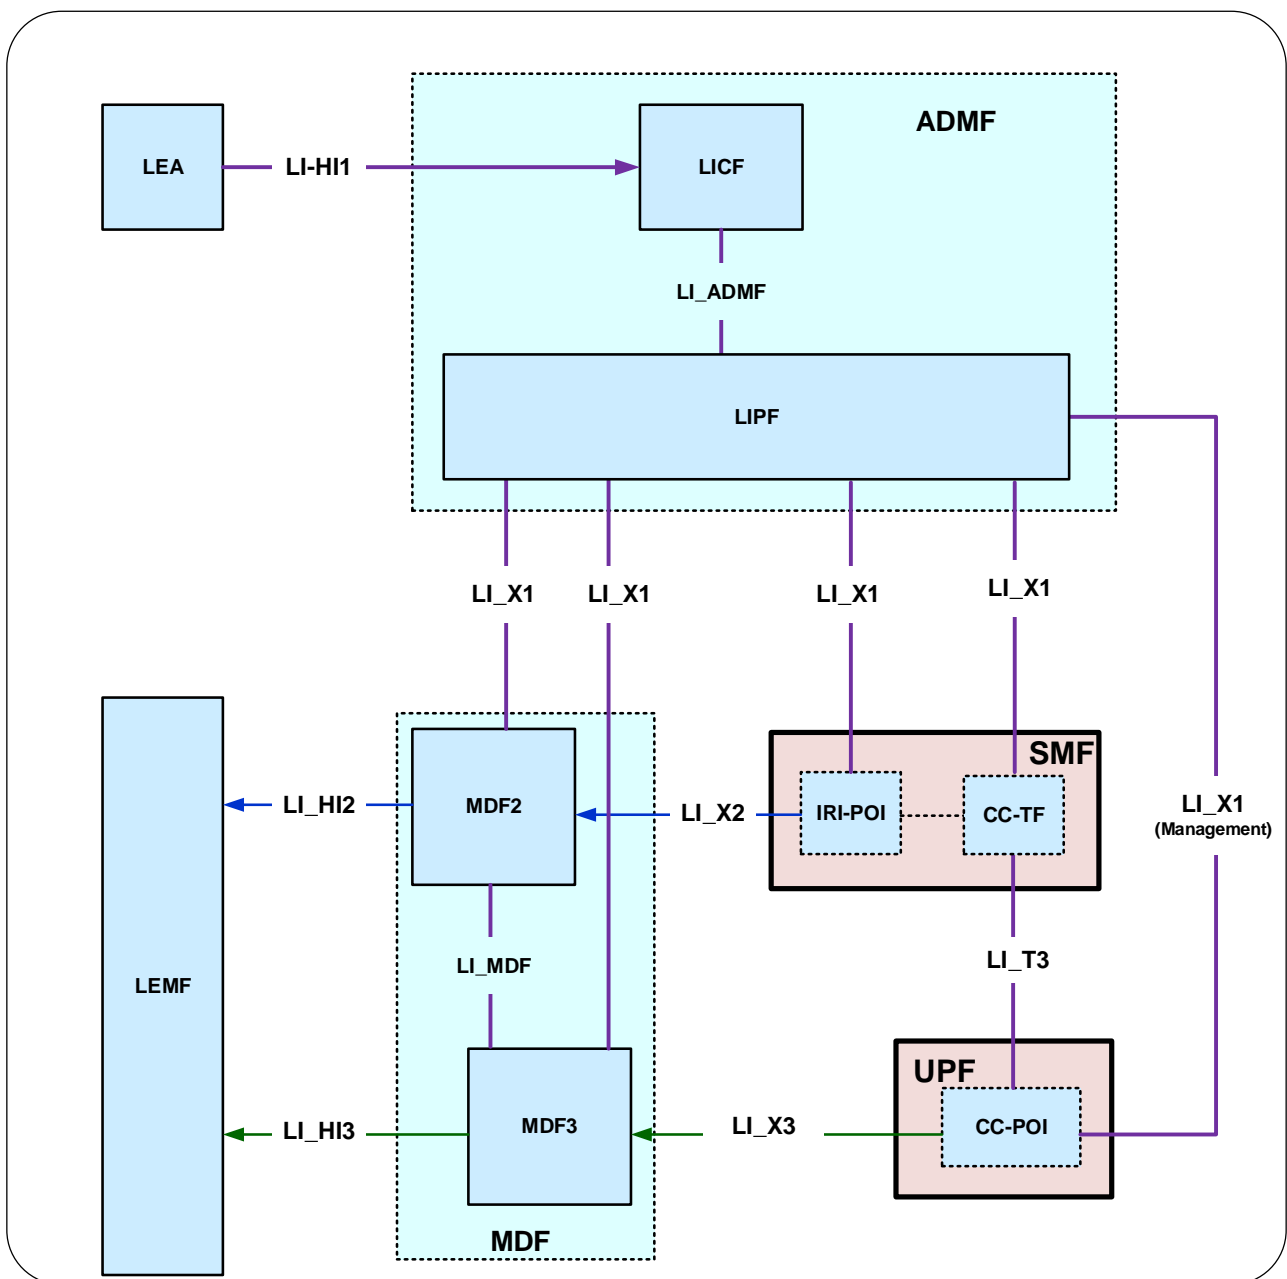 ADMF
LEA
LI-HI1
LICF
LI_ADMF
LIPF
LI_X1
LI_X1
LI_X1
LI_X1
SMF
LI_HI2
MDF2
LI_X2
IRI-POI
CC-TF
LI_X1
(Management)
LI_MDF
LI_T3
LEMF
UPF
LI_HI3
MDF3
LI_X3
CC-POI
MDF